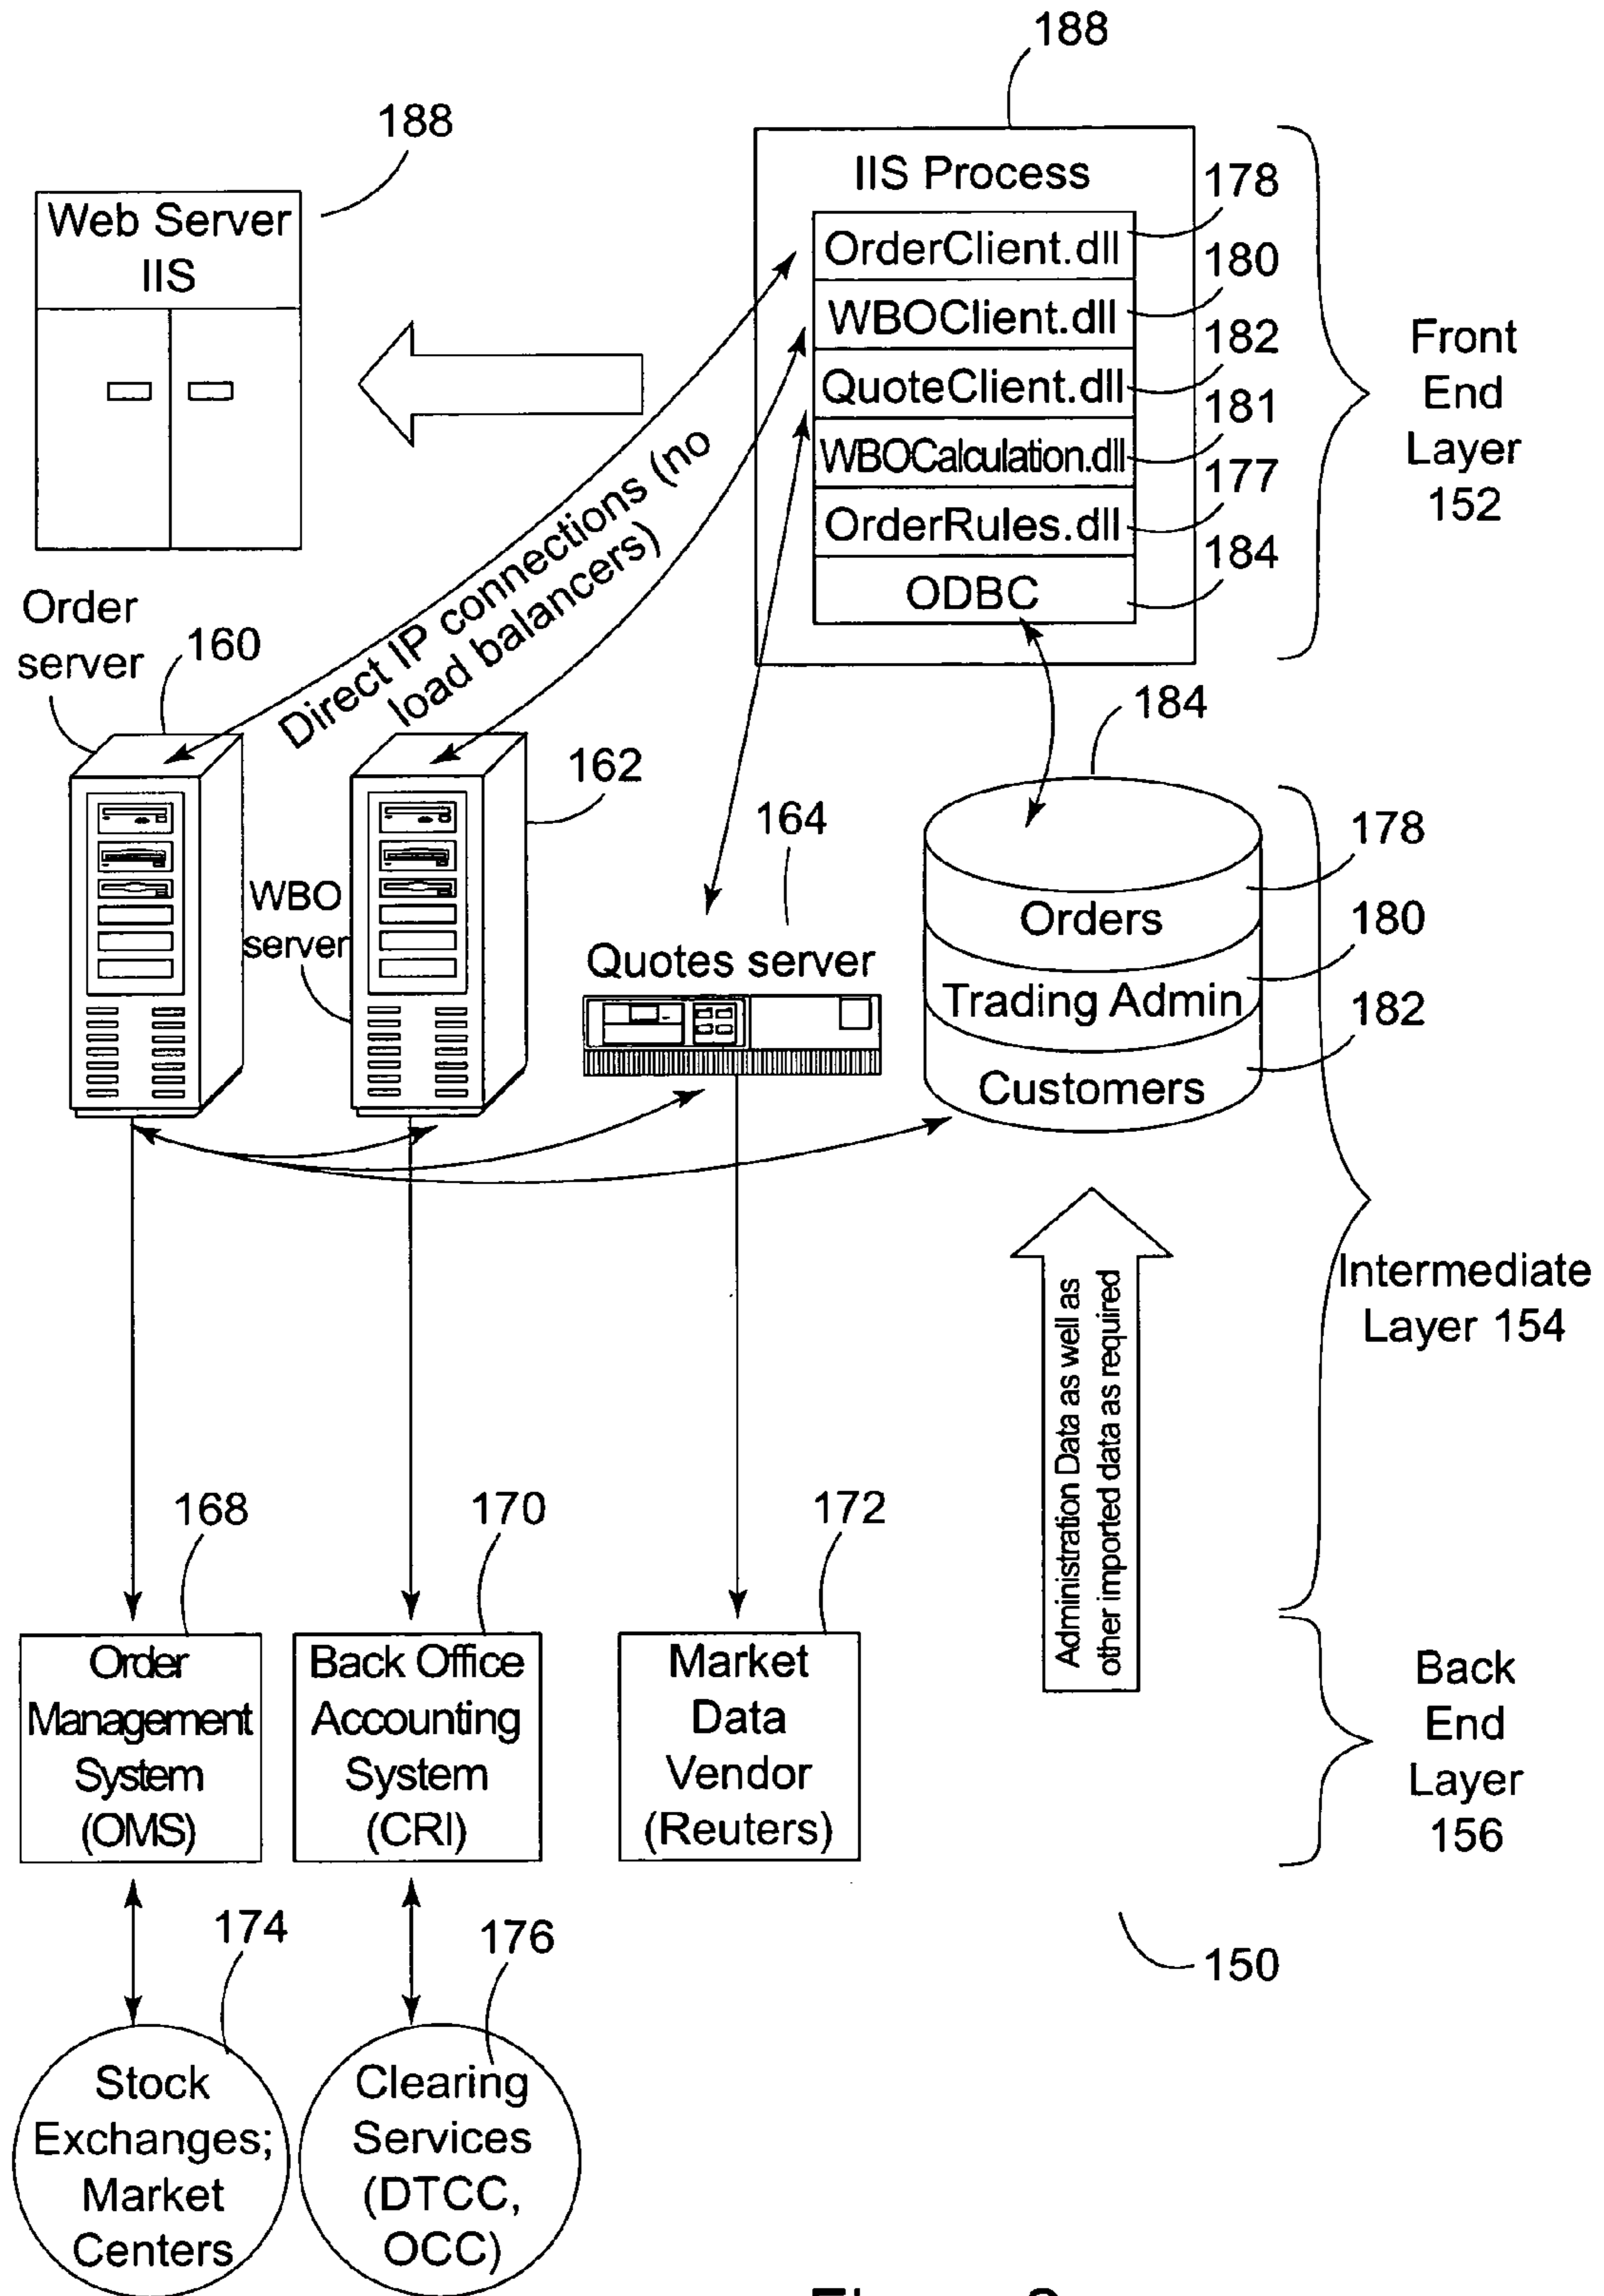 188
188
Web Server
IIS
IIS Process
OrderClient.dll
178
WBOClient.dll
180
QuoteClient.dll
182
WBOCalculation.dll
181
OrderRules.dll
177
ODBC
184
Front
End
Layer
152
Direct IP connections (no
load balancers)
Order
server
160
162
WBO
server
164
Quotes server
184
178
Orders
180
Trading Admin
182
Customers
Intermediate
Layer 154
Administration Data as well as
other imported data as required
168
170
172
Order
Management
System
(OMS)
Back Office
Accounting
System
(CRI)
Market
Data
Vendor
(Reuters)
Back
End
Layer
156
174
176
150
Stock
Exchanges;
Market
Centers
Clearing
Services
(DTCC,
OCC)